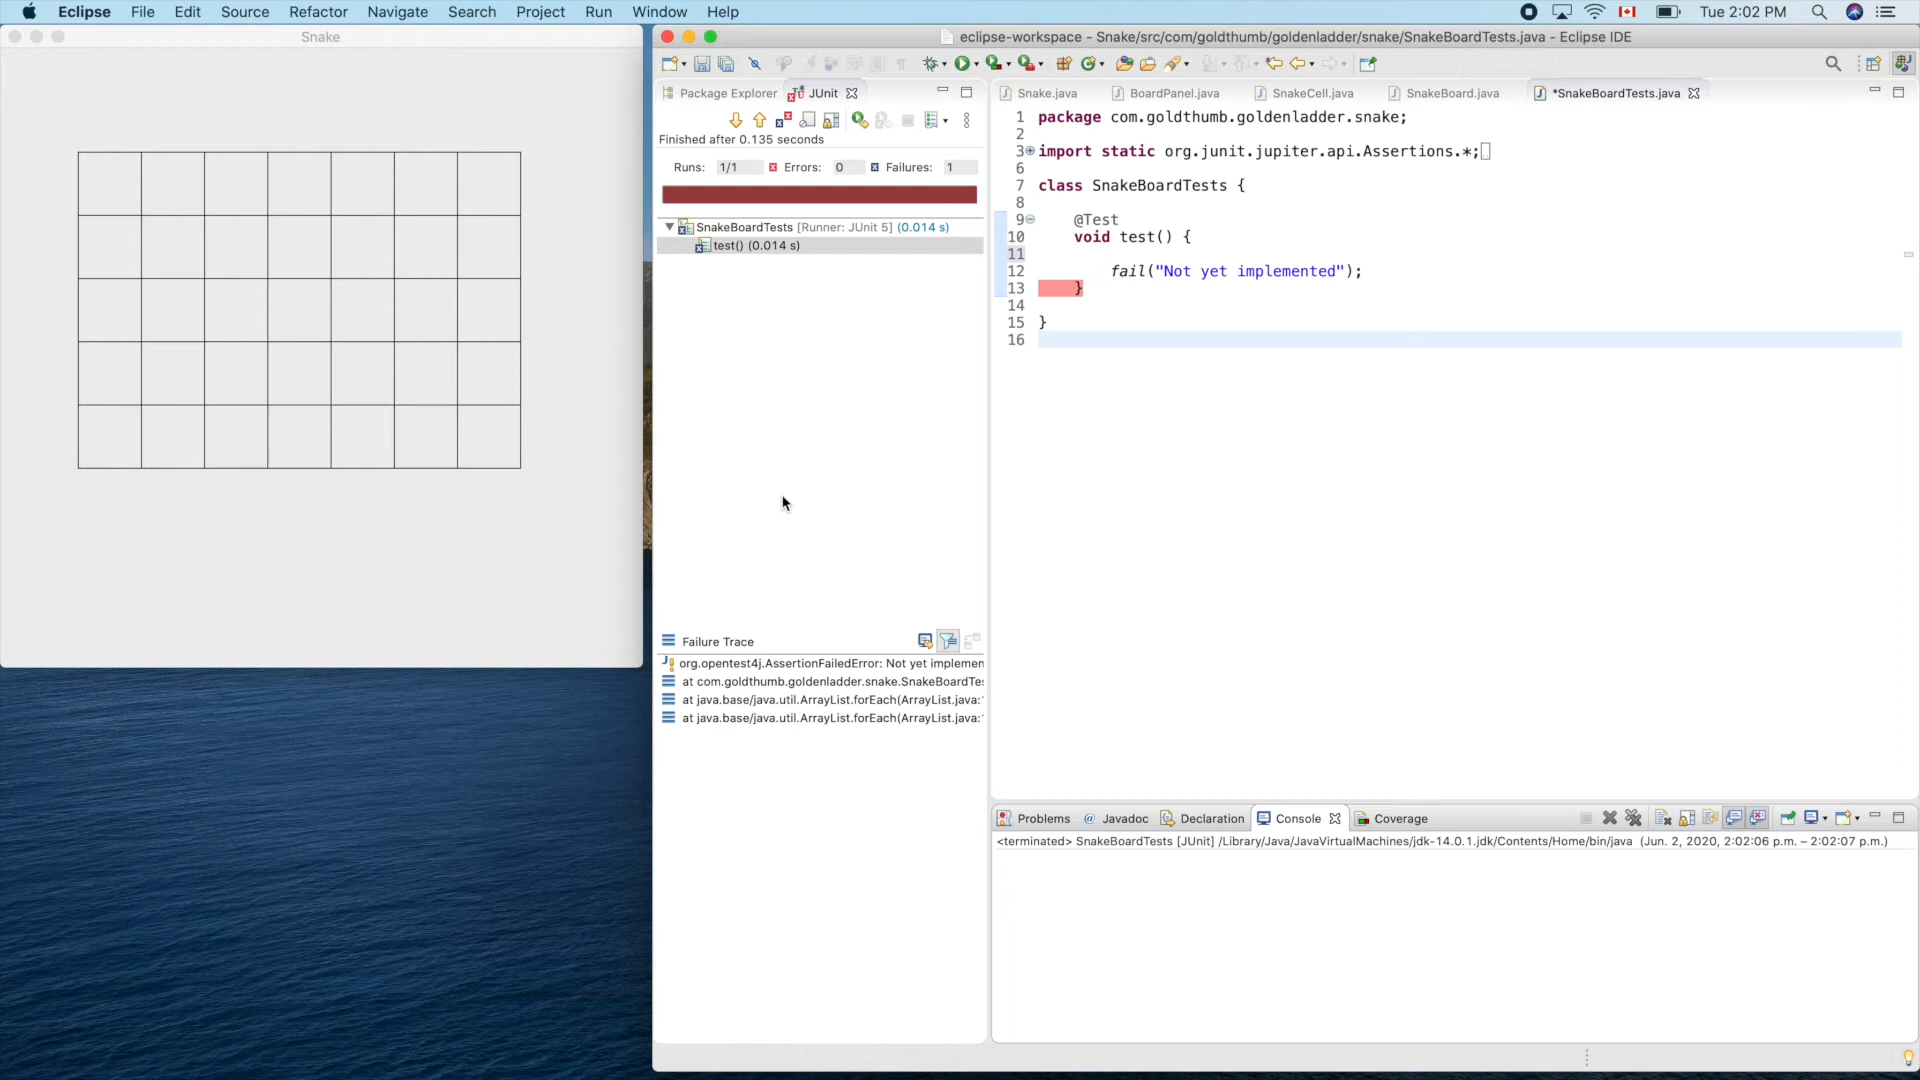 Eclipse File Edit Source Refactor Navigate Search Project Run Window Help Tue 2:02 PM
Snake
eclipse-workspace - Snake/src/com/goldthumb/goldenladder/snake/SnakeBoardTests.java - Eclipse IDE
Package Explorer JUnit
Snake.java BoardPanel.java SnakeCell.java SnakeBoard.java *SnakeBoardTests.java
Finished after 0.135 seconds
Runs: 1/1 Errors: 0 Failures: 1
SnakeBoardTests [Runner: JUnit 5] (0.014 s)
test() (0.014 s)
1 package com.goldthumb.goldenladder.snake;
2
3 import static org.junit.jupiter.api.Assertions.*;
6
7 class SnakeBoardTests {
8
9 @Test
10 void test() {
11
12 fail("Not yet implemented");
13 }
14
15 }
16
Failure Trace
org.opentest4j.AssertionFailedError: Not yet implemen
at com.goldthumb.goldenladder.snake.SnakeBoardTe
at java.base/java.util.ArrayList.forEach(ArrayList.java:
at java.base/java.util.ArrayList.forEach(ArrayList.java:
Problems @ Javadoc Declaration Console Coverage
<terminated> SnakeBoardTests [JUnit] /Library/Java/JavaVirtualMachines/jdk-14.0.1.jdk/Contents/Home/bin/java (Jun. 2, 2020, 2:02:06 p.m. – 2:02:07 p.m.)